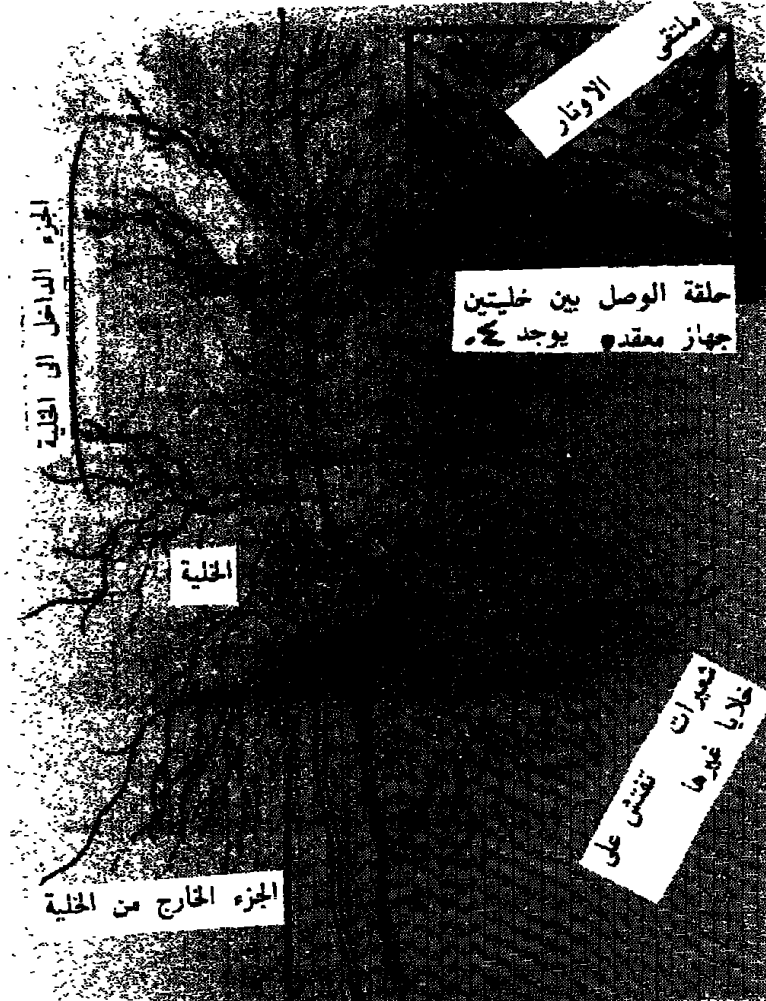 ملتقى الاوتار
حلقة الوصل بين خليتين
جهاز معقد يوجد
الجزء الداخل الى الخلية
الخلية
شعيرات تفتش على
خلايا غيرها
الجزء الخارج من الخلية